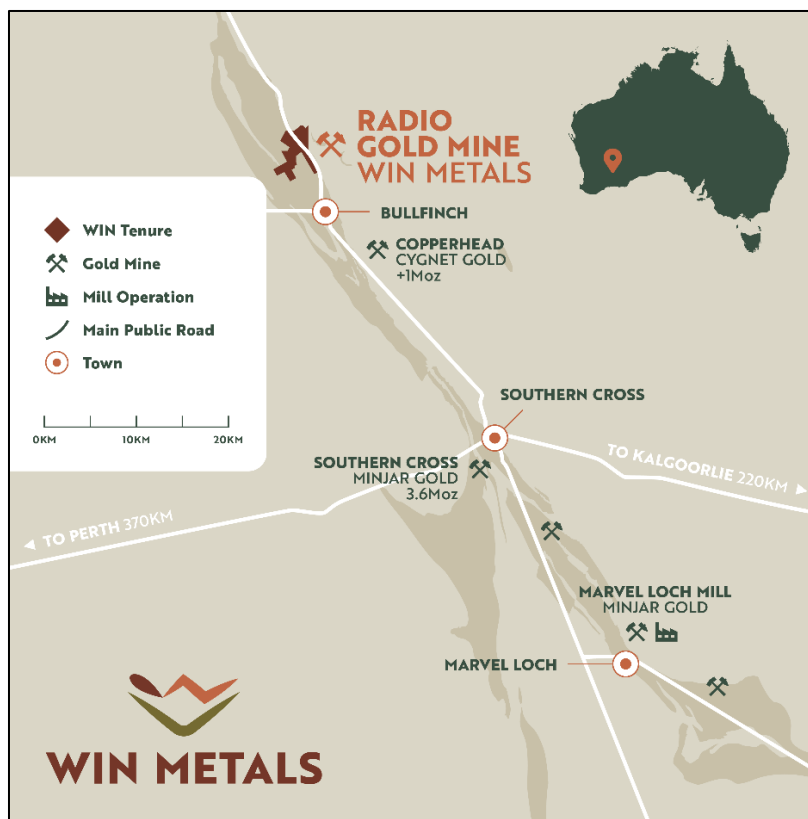 RADIO
GOLD MINE
WIN METALS
BULLFINCH
COPPERHEAD
CYGNET GOLD
+1Moz
WIN Tenure
Gold Mine
Mill Operation
Main Public Road
Town
0KM 10KM 20KM
SOUTHERN CROSS
SOUTHERN CROSS
MINJAR GOLD
3.6Moz
TO KALGOORLIE 220KM
TO PERTH 370KM
MARVEL LOCH MILL
MINJAR GOLD
MARVEL LOCH
WIN METALS